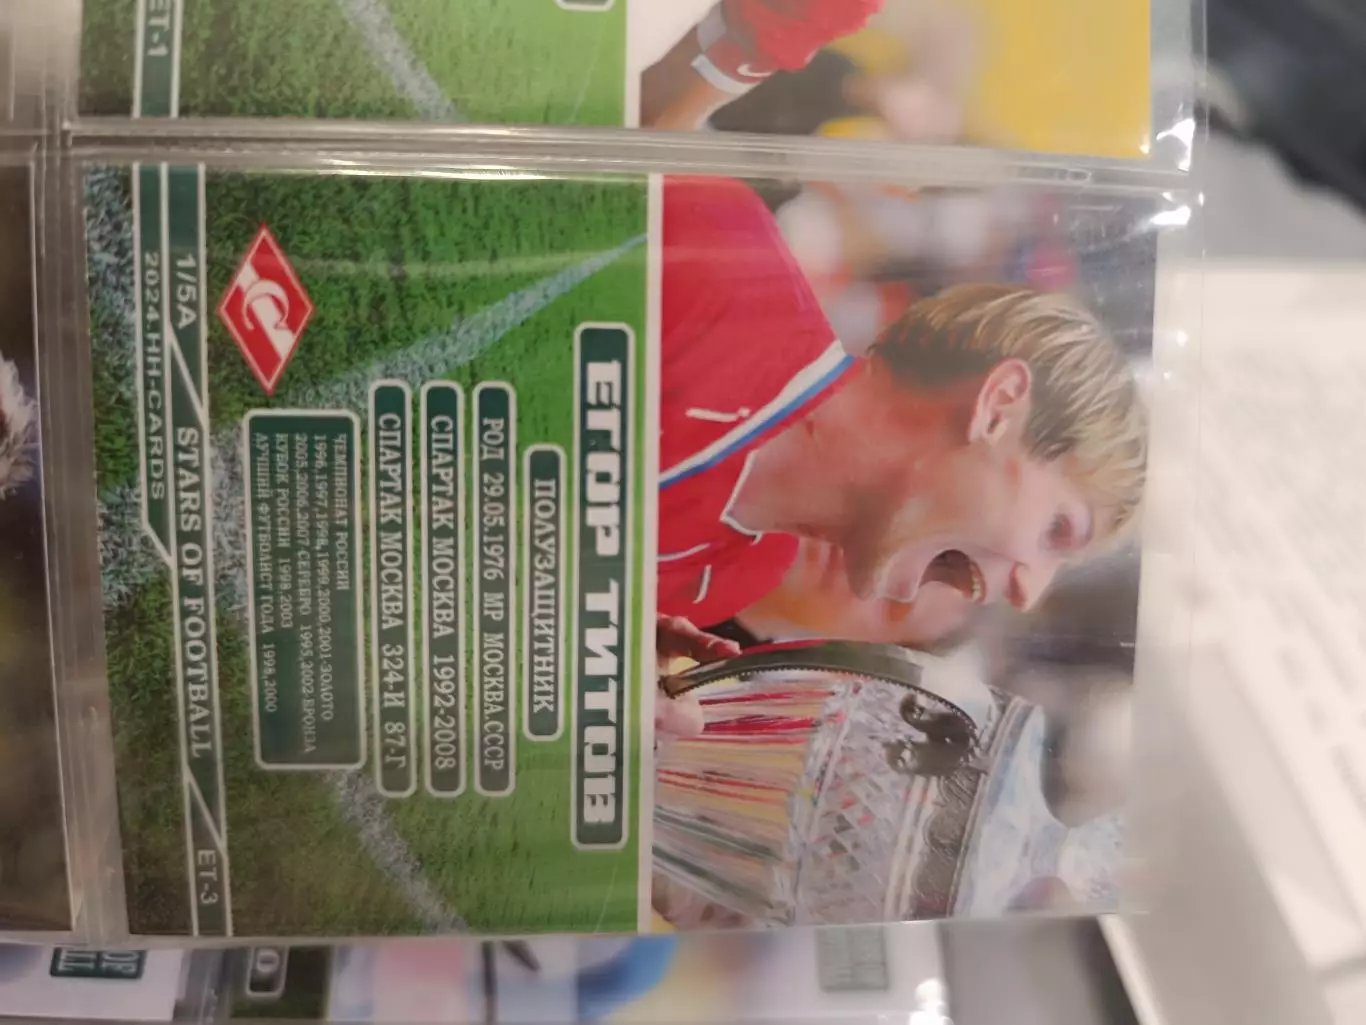 ET-1
ЕГОР ТИТОВ
ПОЛУЗАЩИТНИК
РОД 29.05.1976 МР МОСКВА.СССР
СПАРТАК МОСКВА 1992-2008
СПАРТАК МОСКВА 324-И 87-Г
ЧЕМПИОНАТ РОССИИ
1996,1997,1998,1999,2000,2001-ЗОЛОТО
2005,2006,2007-СЕРЕБРО 1995,2002-БРОНЗА
КУБОК РОССИИ 1998,2003
ЛУЧШИЙ ФУТБОЛИСТ ГОДА 1998,2000
1/5A STARS OF FOOTBALL ET-3
2024.HH-CARDS